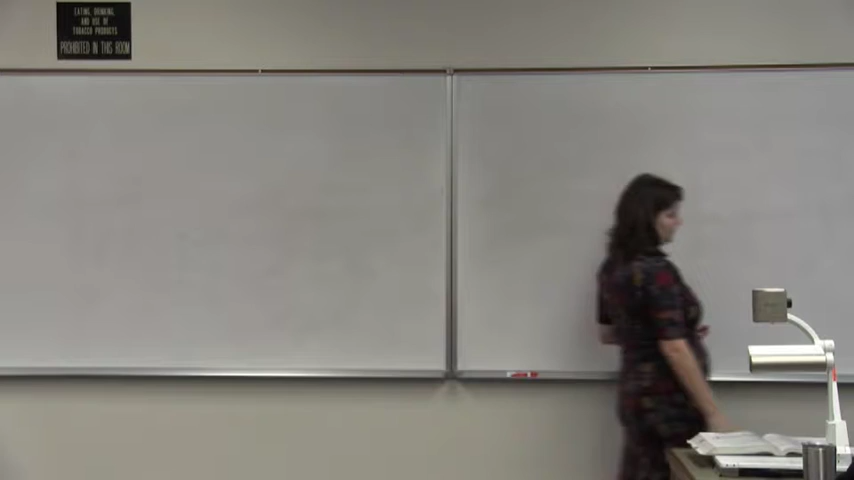 EATING, DRINKING,
AND USE OF
TOBACCO PRODUCTS
PROHIBITED IN THIS ROOM